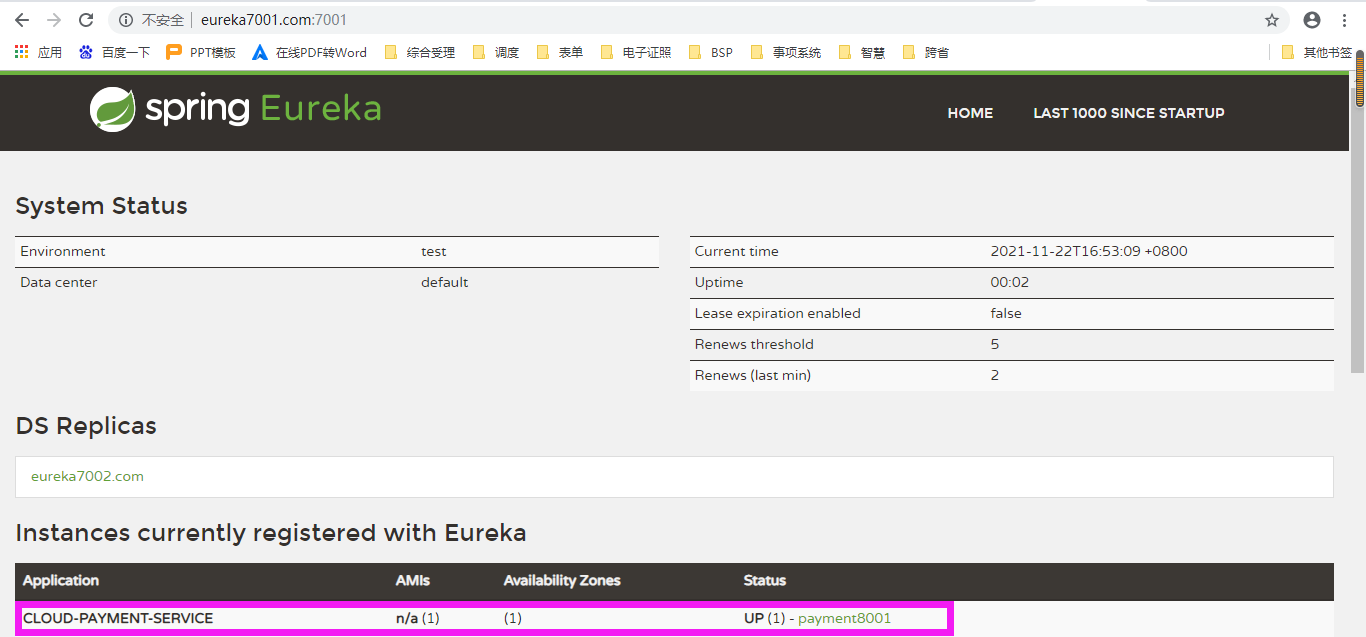 不安全 eureka7001.com:7001
应用 百度一下 PPT模板 在线PDF转Word 综合受理 调度 表单 电子证照 BSP 事项系统 智慧 跨省 其他书签
spring Eureka HOME LAST 1000 SINCE STARTUP
System Status
Environment test
Data center default
Current time 2021-11-22T16:53:09 +0800
Uptime 00:02
Lease expiration enabled false
Renews threshold 5
Renews (last min) 2
DS Replicas
eureka7002.com
Instances currently registered with Eureka
Application AMIs Availability Zones Status
CLOUD-PAYMENT-SERVICE n/a (1) (1) UP (1) - payment8001